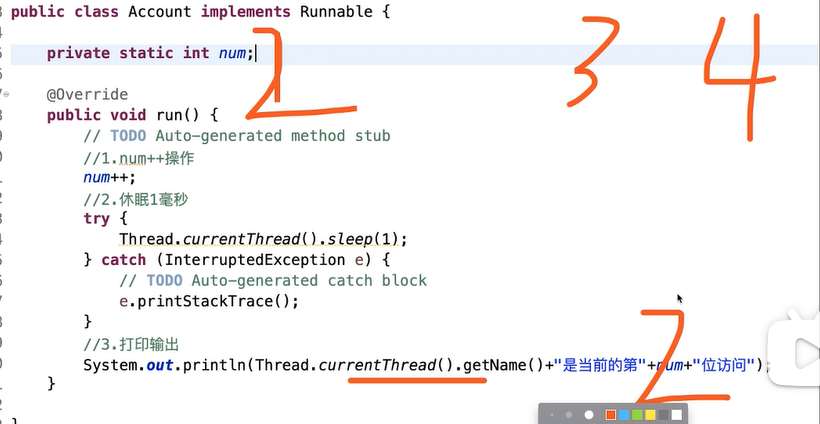 public class Account implements Runnable {
private static int num;
2 3 4
@Override
public void run() {
// TODO Auto-generated method stub
//1.num++操作
num++;
//2.休眠1毫秒
try {
Thread.currentThread().sleep(1);
} catch (InterruptedException e) {
// TODO Auto-generated catch block
e.printStackTrace();
}
//3.打印输出
System.out.println(Thread.currentThread().getName()+"是当前的第"+num+"位访问");
2
}